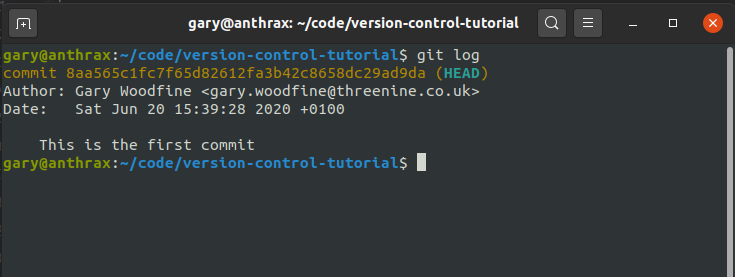 gary@anthrax: ~/code/version-control-tutorial
gary@anthrax:~/code/version-control-tutorial$ git log
commit 8aa565c1fc7f65d82612fa3b42c8658dc29ad9da (HEAD)
Author: Gary Woodfine <gary.woodfine@threenine.co.uk>
Date:   Sat Jun 20 15:39:28 2020 +0100
    This is the first commit
gary@anthrax:~/code/version-control-tutorial$